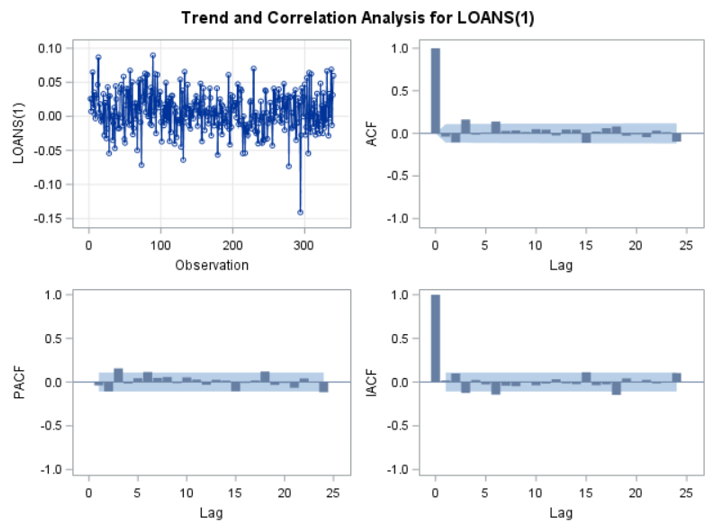 Trend and Correlation Analysis for LOANS(1)
LOANS(1)
0.10
0.05
0.00
-0.05
-0.10
-0.15
0 100 200 300
Observation
ACF
1.0
0.5
0.0
-0.5
-1.0
0 5 10 15 20 25
Lag
PACF
1.0
0.5
0.0
-0.5
-1.0
0 5 10 15 20 25
Lag
IACF
1.0
0.5
0.0
-0.5
-1.0
0 5 10 15 20 25
Lag